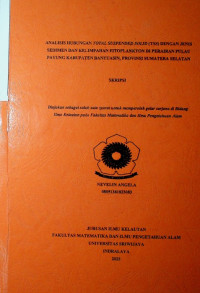 ANALISIS HUBUNGAN TOTAL SUSPENDED SOLID (TSS) DENGAN JENIS
SEDIMEN DAN KELIMPAHAN FITOPLANKTON DI PERAIRAN PULAU
PAYUNG KABUPATEN BANYUASIN, PROVINSI SUMATERA SELATAN
SKRIPSI
Diajukan sebagai salah satu syarat untuk memperoleh gelar sarjana di Bidang
Ilmu Kelautan pada Fakultas Matematika dan Ilmu Pengetahuan Alam
NEVELIN ANGELA
JURUSAN ILMU KELAUTAN
FAKULTAS MATEMATIKA DAN ILMU PENGETAHUAN ALAM
UNIVERSITAS SRIWIJAYA
INDRALAYA